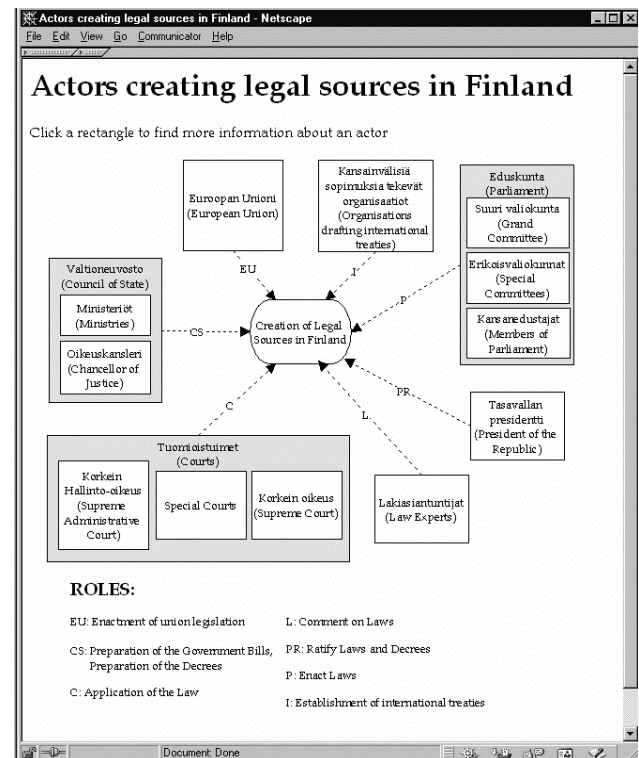 Actors creating legal sources in Finland - Netscape
File Edit View Go Communicator Help
Actors creating legal sources in Finland
Click a rectangle to find more information about an actor
Euroopan Unioni
(European Union)
Kansainvälisiä
sopimuksia tekevät
organisaatiot
(Organisations
drafting international
treaties)
Eduskunta
(Parliament)
Suuri valiokunta
(Grand
Committee)
Erikoisvaliokunnat
(Special
Committees)
Kansanedustajat
(Members of
Parliament)
Valtioneuvosto
(Council of State)
Ministeriöt
(Ministries)
Oikeuskansleri
(Chancellor of
Justice)
EU
I
P
CS
Creation of Legal
Sources in Finland
C
L
PR
Tasavallan
presidentti
(President of the
Republic)
Tuomioistuimet
(Courts)
Korkein
Hallinto-oikeus
(Supreme
Administrative
Court)
Special Courts
Korkein oikeus
(Supreme Court)
Lakiasiantuntijat
(Law Experts)
ROLES:
EU: Enactment of union legislation
CS: Preparation of the Government Bills,
Preparation of the Decrees
C: Application of the Law
L: Comment on Laws
PR: Ratify Laws and Decrees
P: Enact Laws
I: Establishment of international treaties
Document: Done